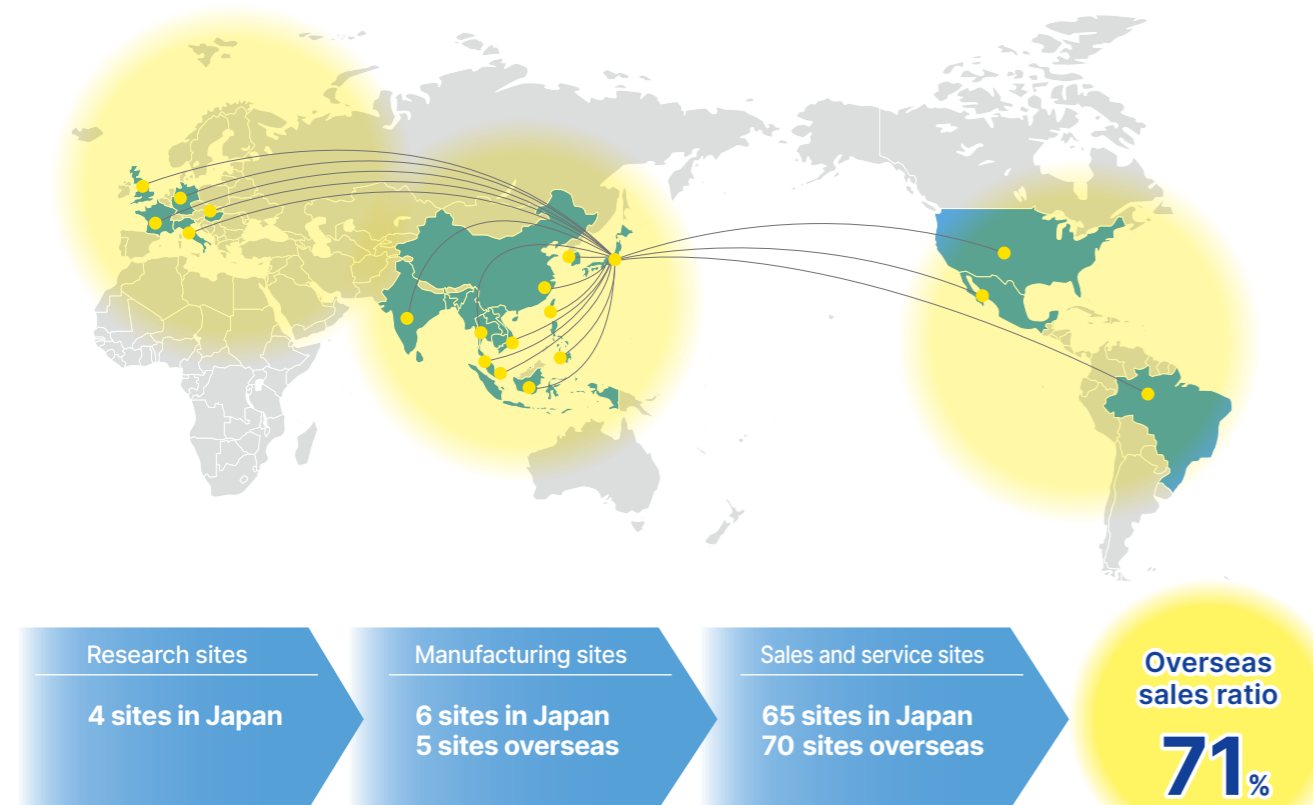 Research sites
4 sites in Japan
Manufacturing sites
6 sites in Japan
5 sites overseas
Sales and service sites
65 sites in Japan
70 sites overseas
Overseas
sales ratio
71%